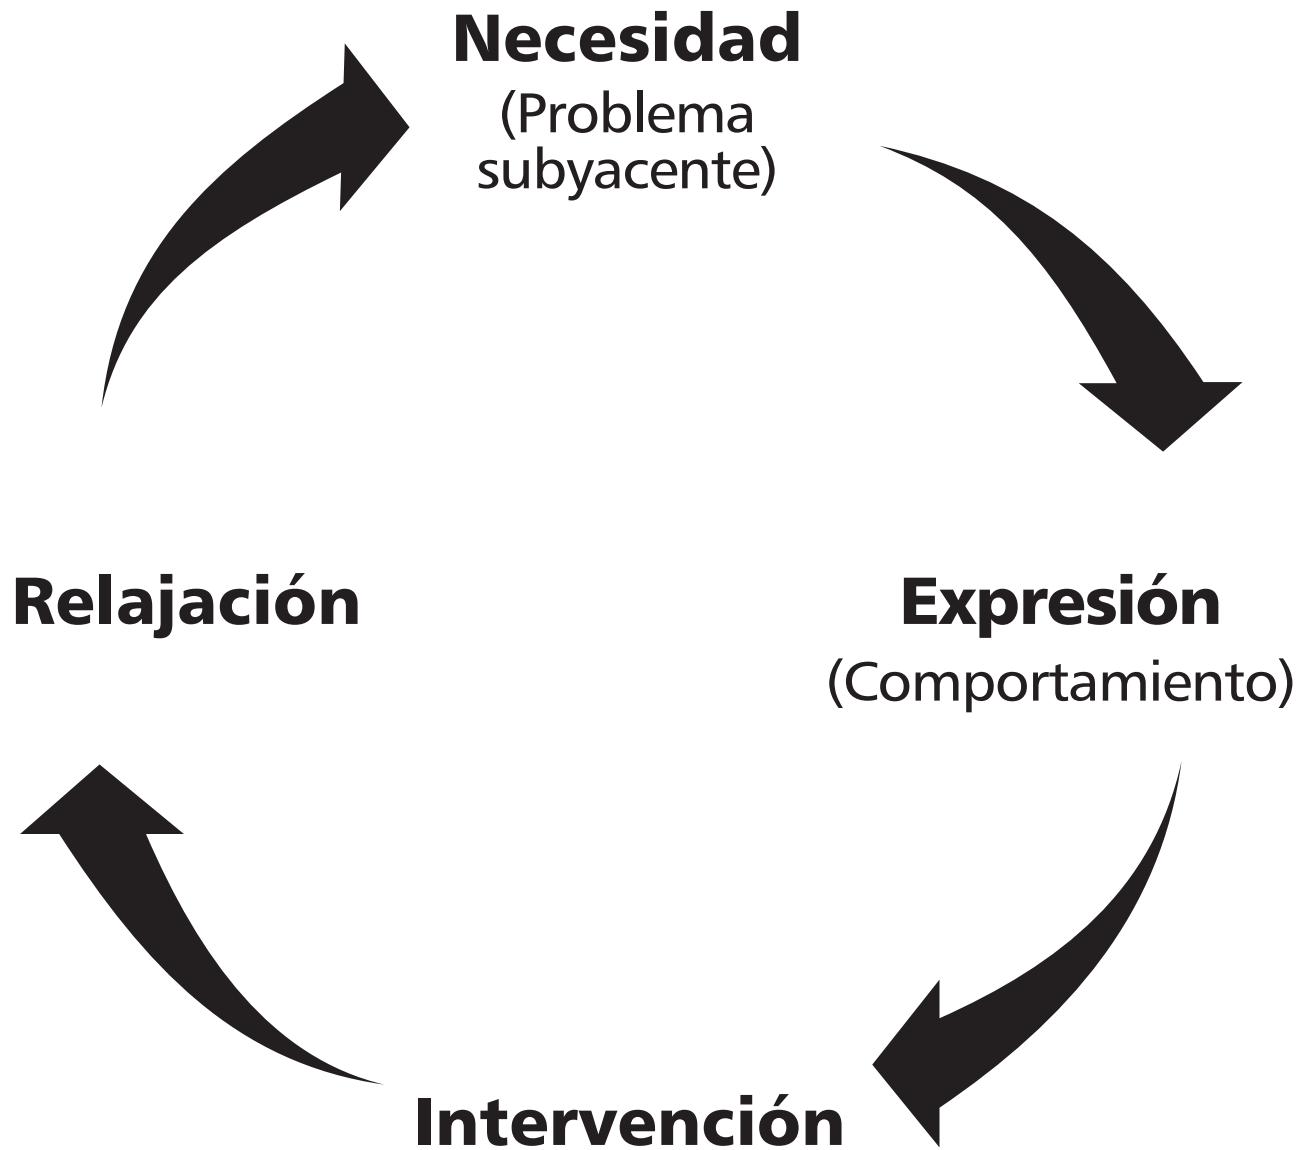 Necesidad
(Problema
subyacente)
Relajación
Expresión
(Comportamiento)
Intervención